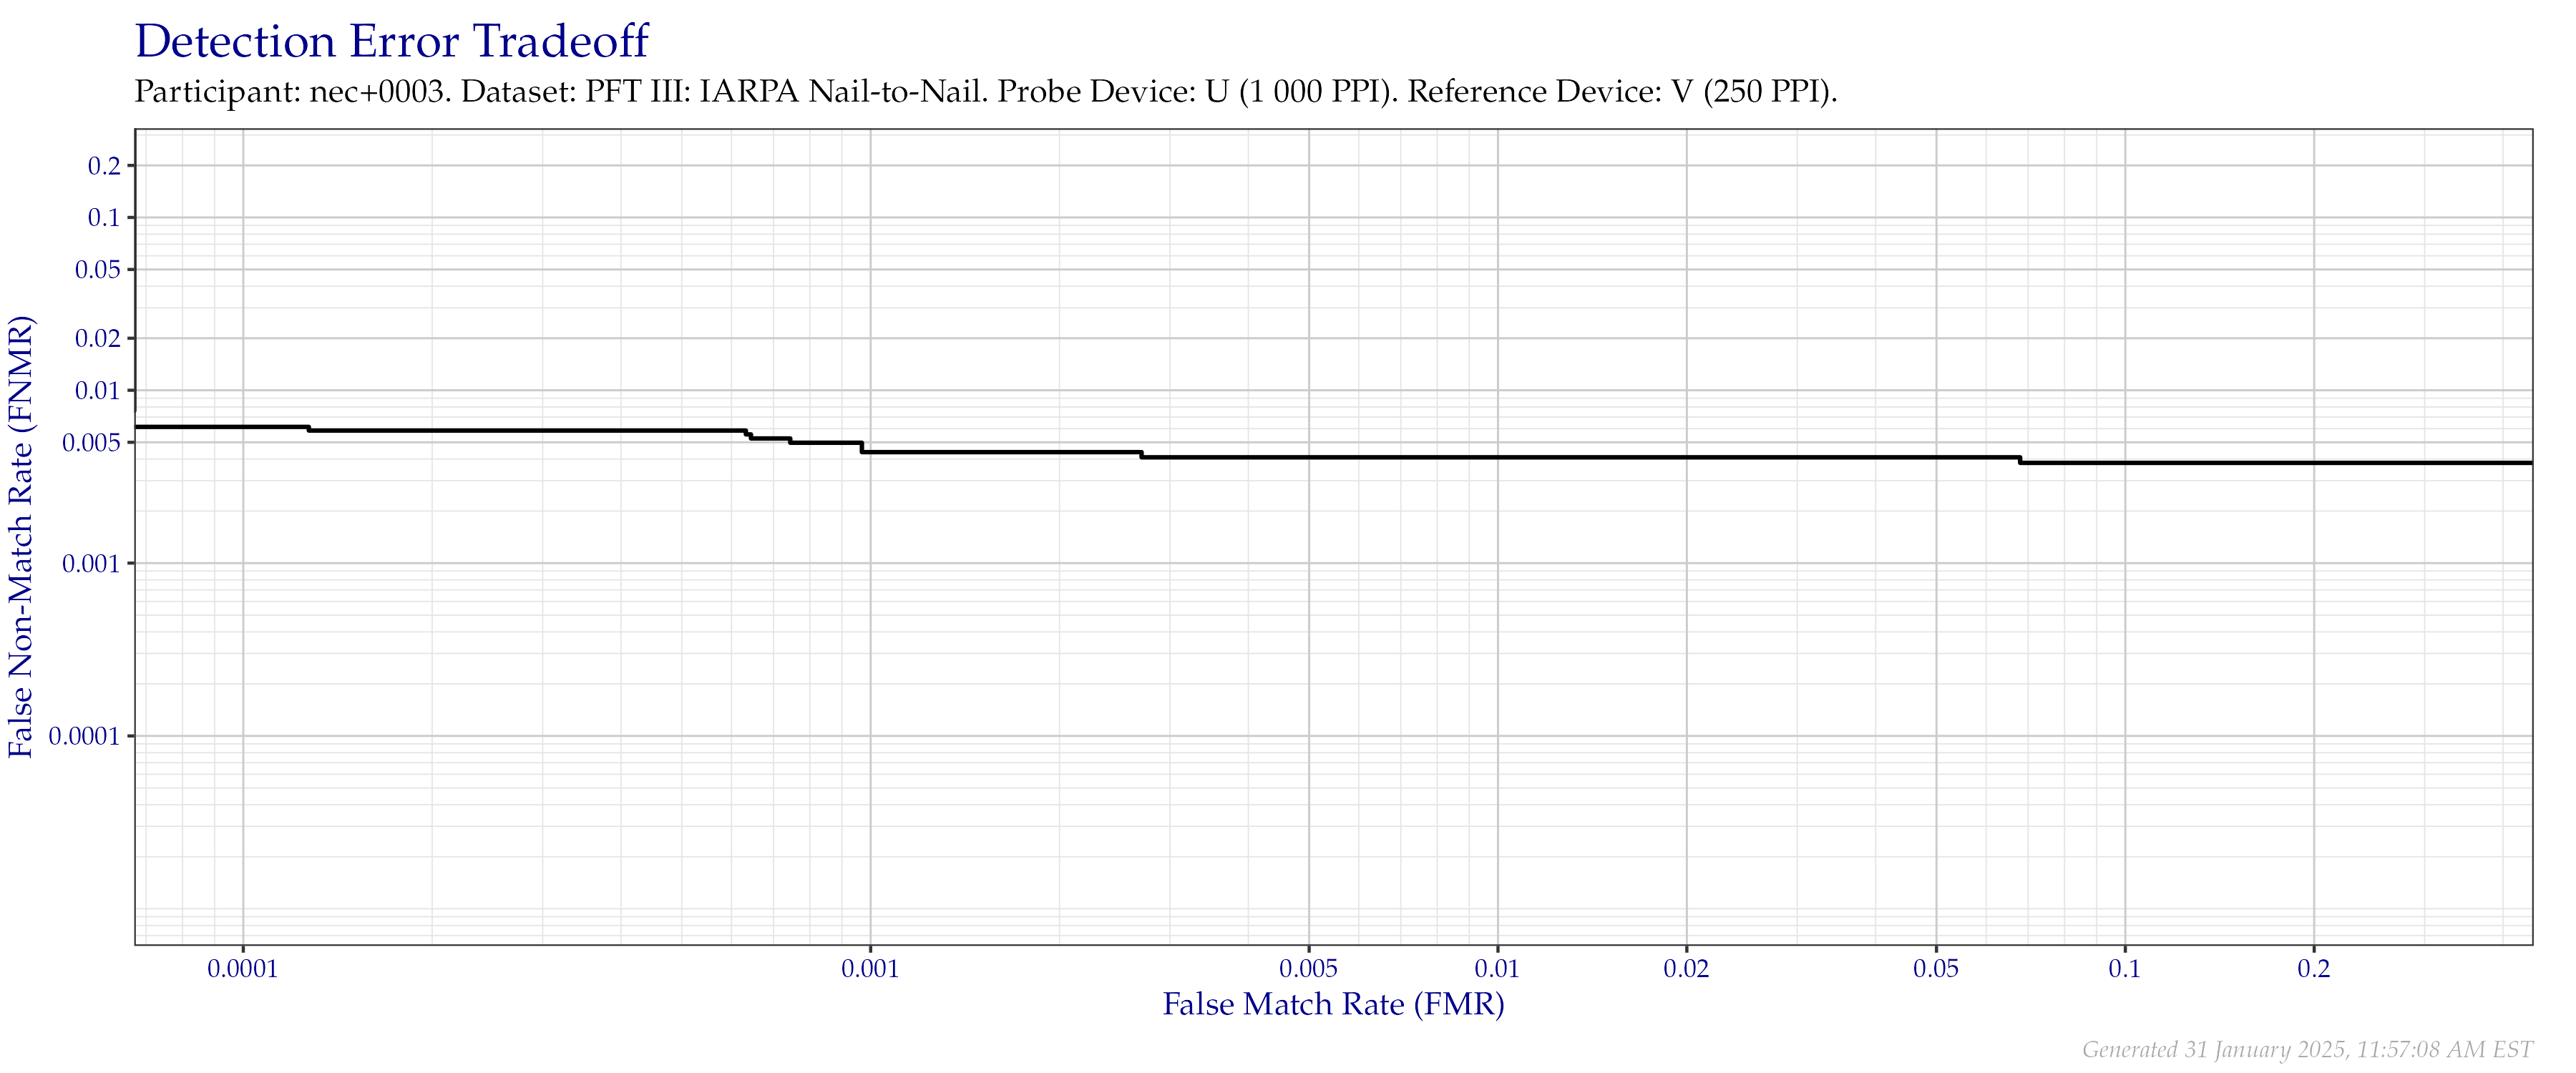 Detection Error Tradeoff
Participant: nec+0003. Dataset: PFT III: IARPA Nail-to-Nail. Probe Device: U (1 000 PPI). Reference Device: V (250 PPI).
False Non-Match Rate (FNMR)
0.2
0.1
0.05
0.02
0.01
0.005
0.001
0.0001
0.0001 0.001 0.005 0.01 0.02 0.05 0.1 0.2
False Match Rate (FMR)
Generated 31 January 2025, 11:57:08 AM EST